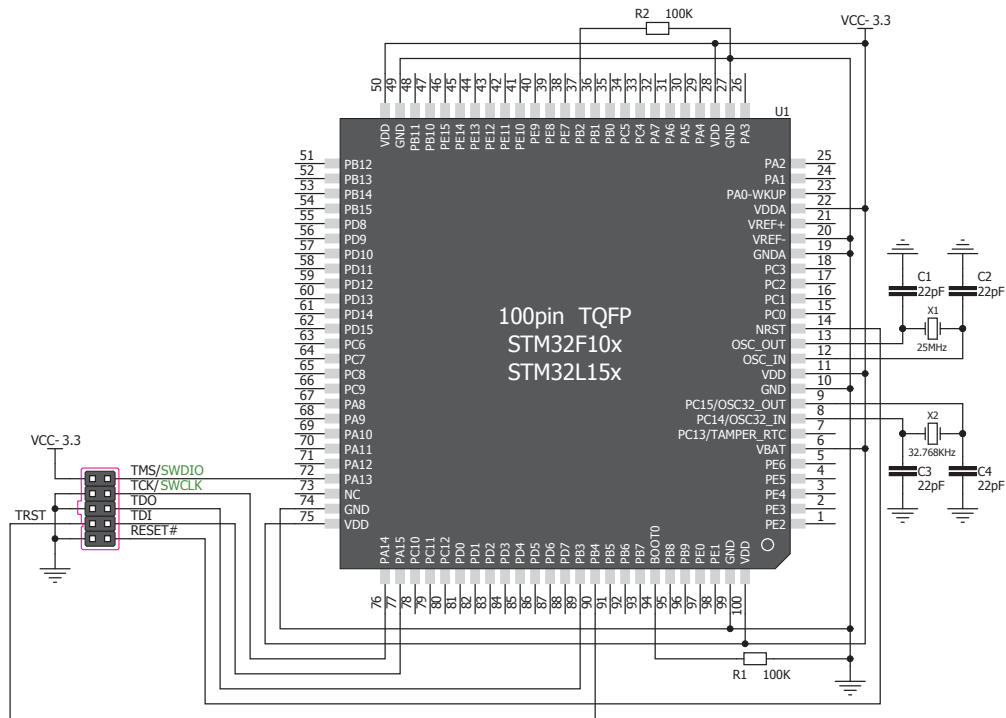 R2 100K
VCC- 3.3
50 49 48 47 46 45 44 43 42 41 40 39 38 37 36 35 34 33 32 31 30 29 28 27 26
U1
VDD GND PB11 PB10 PE15 PE14 PE13 PE12 PE11 PE10 PE9 PE8 PE7 PB2 PB1 PB0 PC5 PC4 PA7 PA6 PA5 PA4 VDD GND PA3
51 PB12 PA2 25
52 PB13 PA1 24
53 PB14 PA0-WKUP 23
54 PB15 VDDA 22
55 PD8 VREF+ 21
56 PD9 VREF- 20
57 PD10 GNDA 19
58 PD11 PC3 18
59 PD12 PC2 17
60 PD13 PC1 16
61 PD14 PC0 15
62 PD15 NRST 14
63 PC6 OSC_OUT 13
64 PC7 OSC_IN 12
65 PC8 VDD 11
66 PC9 GND 10
67 PA8 PC15/OSC32_OUT 9
68 PA9 PC14/OSC32_IN 8
69 PA10 PC13/TAMPER_RTC 7
70 PA11 VBAT 6
71 PA12 PE6 5
72 PA13 PE5 4
73 NC PE4 3
74 GND PE3 2
75 VDD PE2 1
100pin TQFP
STM32F10x
STM32L15x
C1 22pF
C2 22pF
X1
25MHz
X2
32.768KHz
C3 22pF
C4 22pF
VCC- 3.3
TMS/SWDIO
TCK/SWCLK
TDO
TDI
TRST
RESET#
PA14 PA15 PC10 PC11 PC12 PD0 PD1 PD2 PD3 PD4 PD5 PD6 PD7 PB3 PB4 PB5 PB6 PB7 BOOT0 PB8 PB9 PE0 PE1 GND VDD
76 77 78 79 80 81 82 83 84 85 86 87 88 89 90 91 92 93 94 95 96 97 98 99 100
R1 100K